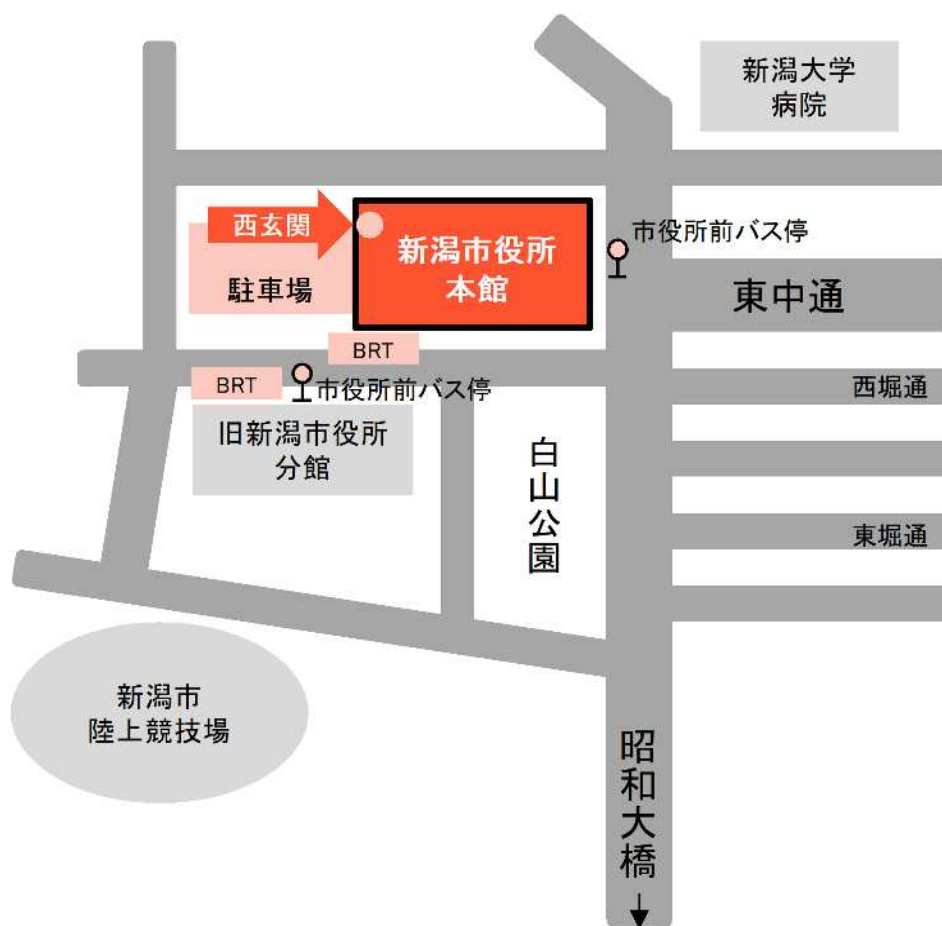 新潟大学
病院
西玄関
新潟市役所
本館
市役所前バス停
駐車場
東中通
BRT
BRT
市役所前バス停
西堀通
旧新潟市役所
分館
白山公園
東堀通
新潟市
陸上競技場
昭和大橋